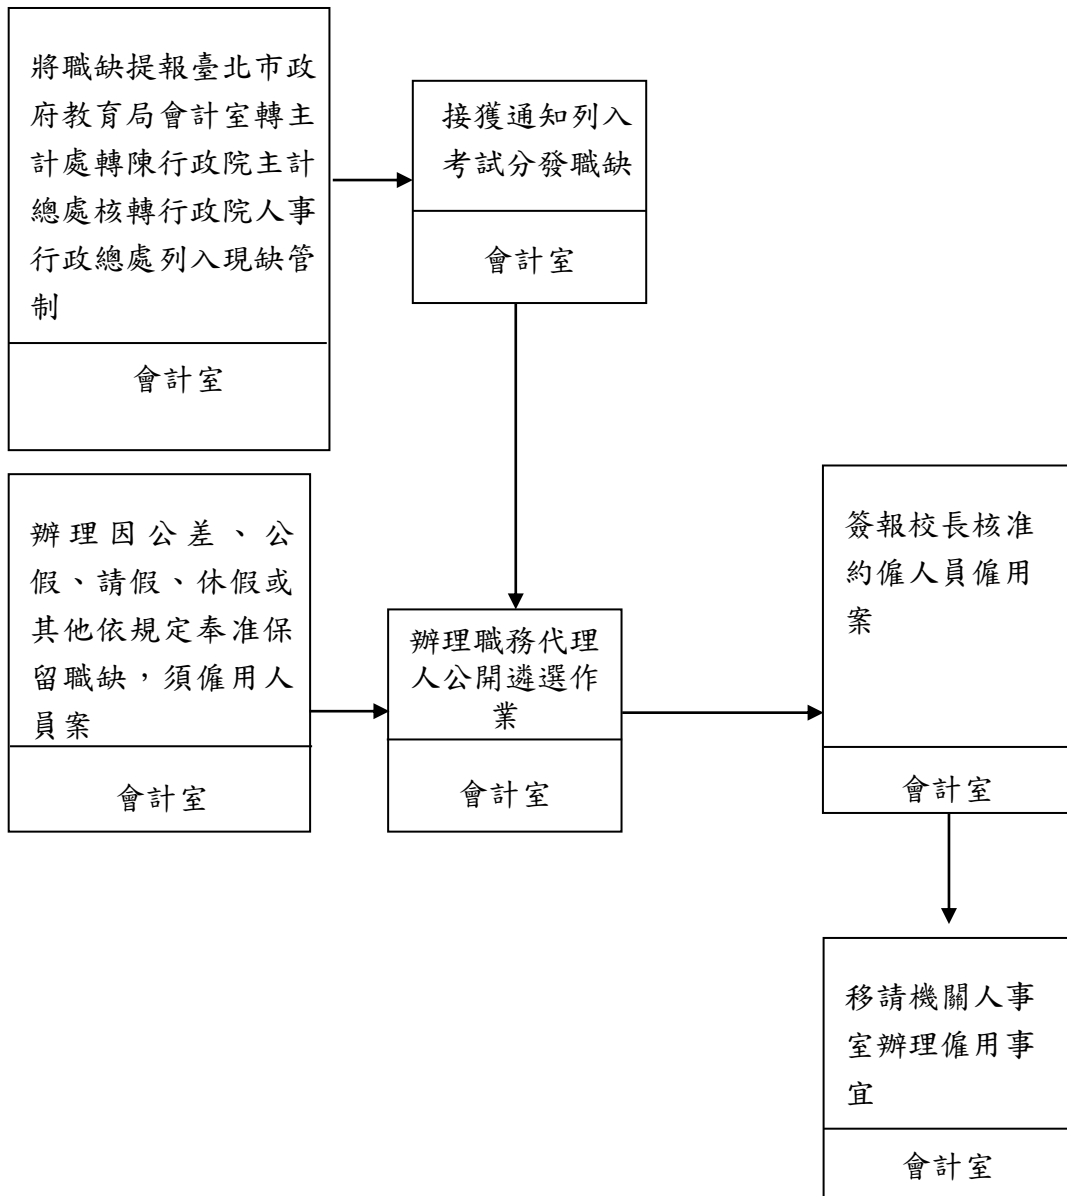 將職缺提報臺北市政
府教育局會計室轉主
計處轉陳行政院主計
總處核轉行政院人事
行政總處列入現缺管
制
會計室
接獲通知列入
考試分發職缺
會計室
辦理因公差、公
假、請假、休假或
其他依規定奉准保
留職缺，須僱用人
員案
會計室
辦理職務代理
人公開遴選作
業
會計室
簽報校長核准
約僱人員僱用
案
會計室
移請機關人事
室辦理僱用事
宜
會計室